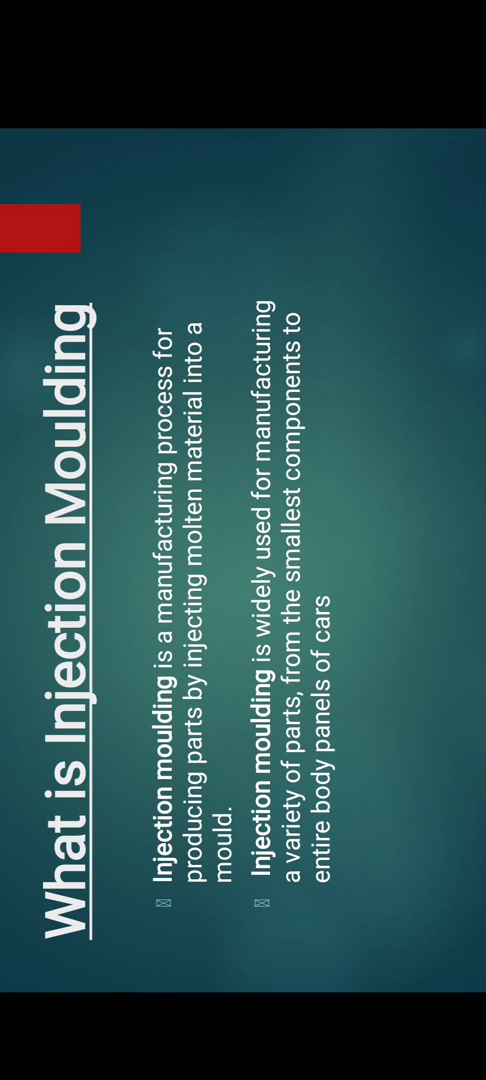 What is Injection Moulding
Injection moulding is a manufacturing process for
producing parts by injecting molten material into a
mould.
Injection moulding is widely used for manufacturing
a variety of parts, from the smallest components to
entire body panels of cars